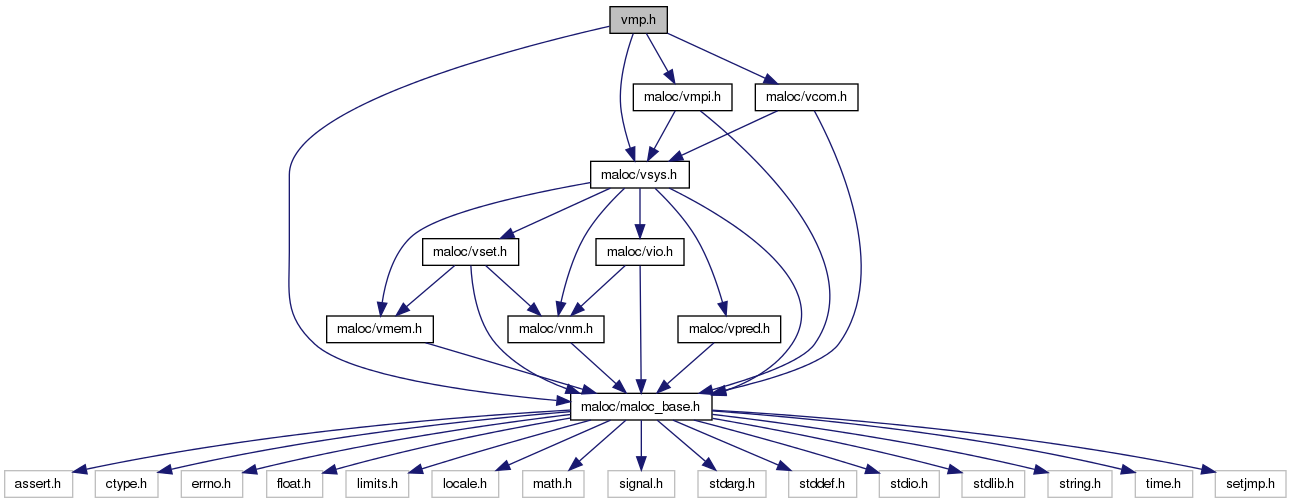 vmp.h
maloc/vmpi.h
maloc/vcom.h
maloc/vsys.h
maloc/vset.h
maloc/vio.h
maloc/vmem.h
maloc/vnm.h
maloc/vpred.h
maloc/maloc_base.h
assert.h
ctype.h
errno.h
float.h
limits.h
locale.h
math.h
signal.h
stdarg.h
stddef.h
stdio.h
stdlib.h
string.h
time.h
setjmp.h